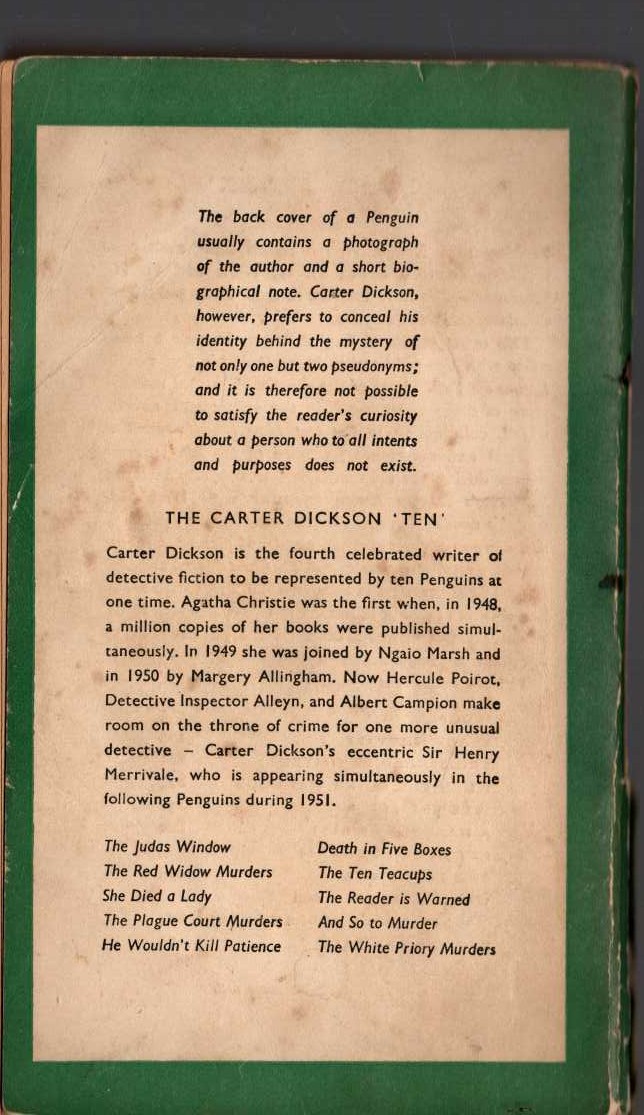 The back cover of a Penguin
usually contains a photograph
of the author and a short bio-
graphical note. Carter Dickson,
however, prefers to conceal his
identity behind the mystery of
not only one but two pseudonyms;
and it is therefore not possible
to satisfy the reader's curiosity
about a person who to all intents
and purposes does not exist.
THE CARTER DICKSON 'TEN'
Carter Dickson is the fourth celebrated writer of
detective fiction to be represented by ten Penguins at
one time. Agatha Christie was the first when, in 1948,
a million copies of her books were published simul-
taneously. In 1949 she was joined by Ngaio Marsh and
in 1950 by Margery Allingham. Now Hercule Poirot,
Detective Inspector Alleyn, and Albert Campion make
room on the throne of crime for one more unusual
detective – Carter Dickson's eccentric Sir Henry
Merrivale, who is appearing simultaneously in the
following Penguins during 1951.
The Judas Window
The Red Widow Murders
She Died a Lady
The Plague Court Murders
He Wouldn't Kill Patience
Death in Five Boxes
The Ten Teacups
The Reader is Warned
And So to Murder
The White Priory Murders